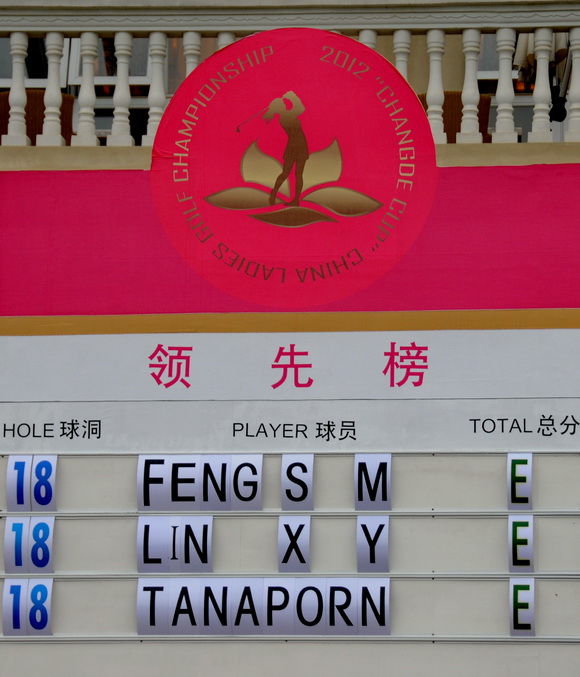 2012 "CHANGDE CUP" CHINA LADIES GOLF CHAMPIONSHIP
领先榜
HOLE 球洞 PLAYER 球员 TOTAL 总分
18 FENG S M E
18 LIN X Y E
18 TANAPORN E